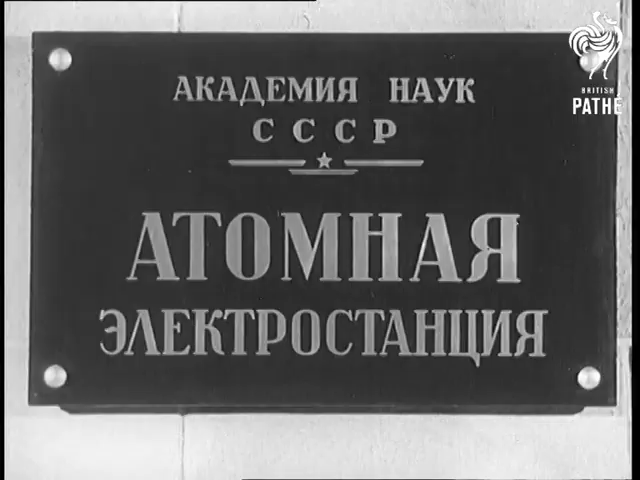 АКАДЕМИЯ НАУК
СССР
АТОМНАЯ
ЭЛЕКТРОСТАНЦИЯ
BRITISH
PATHÉ